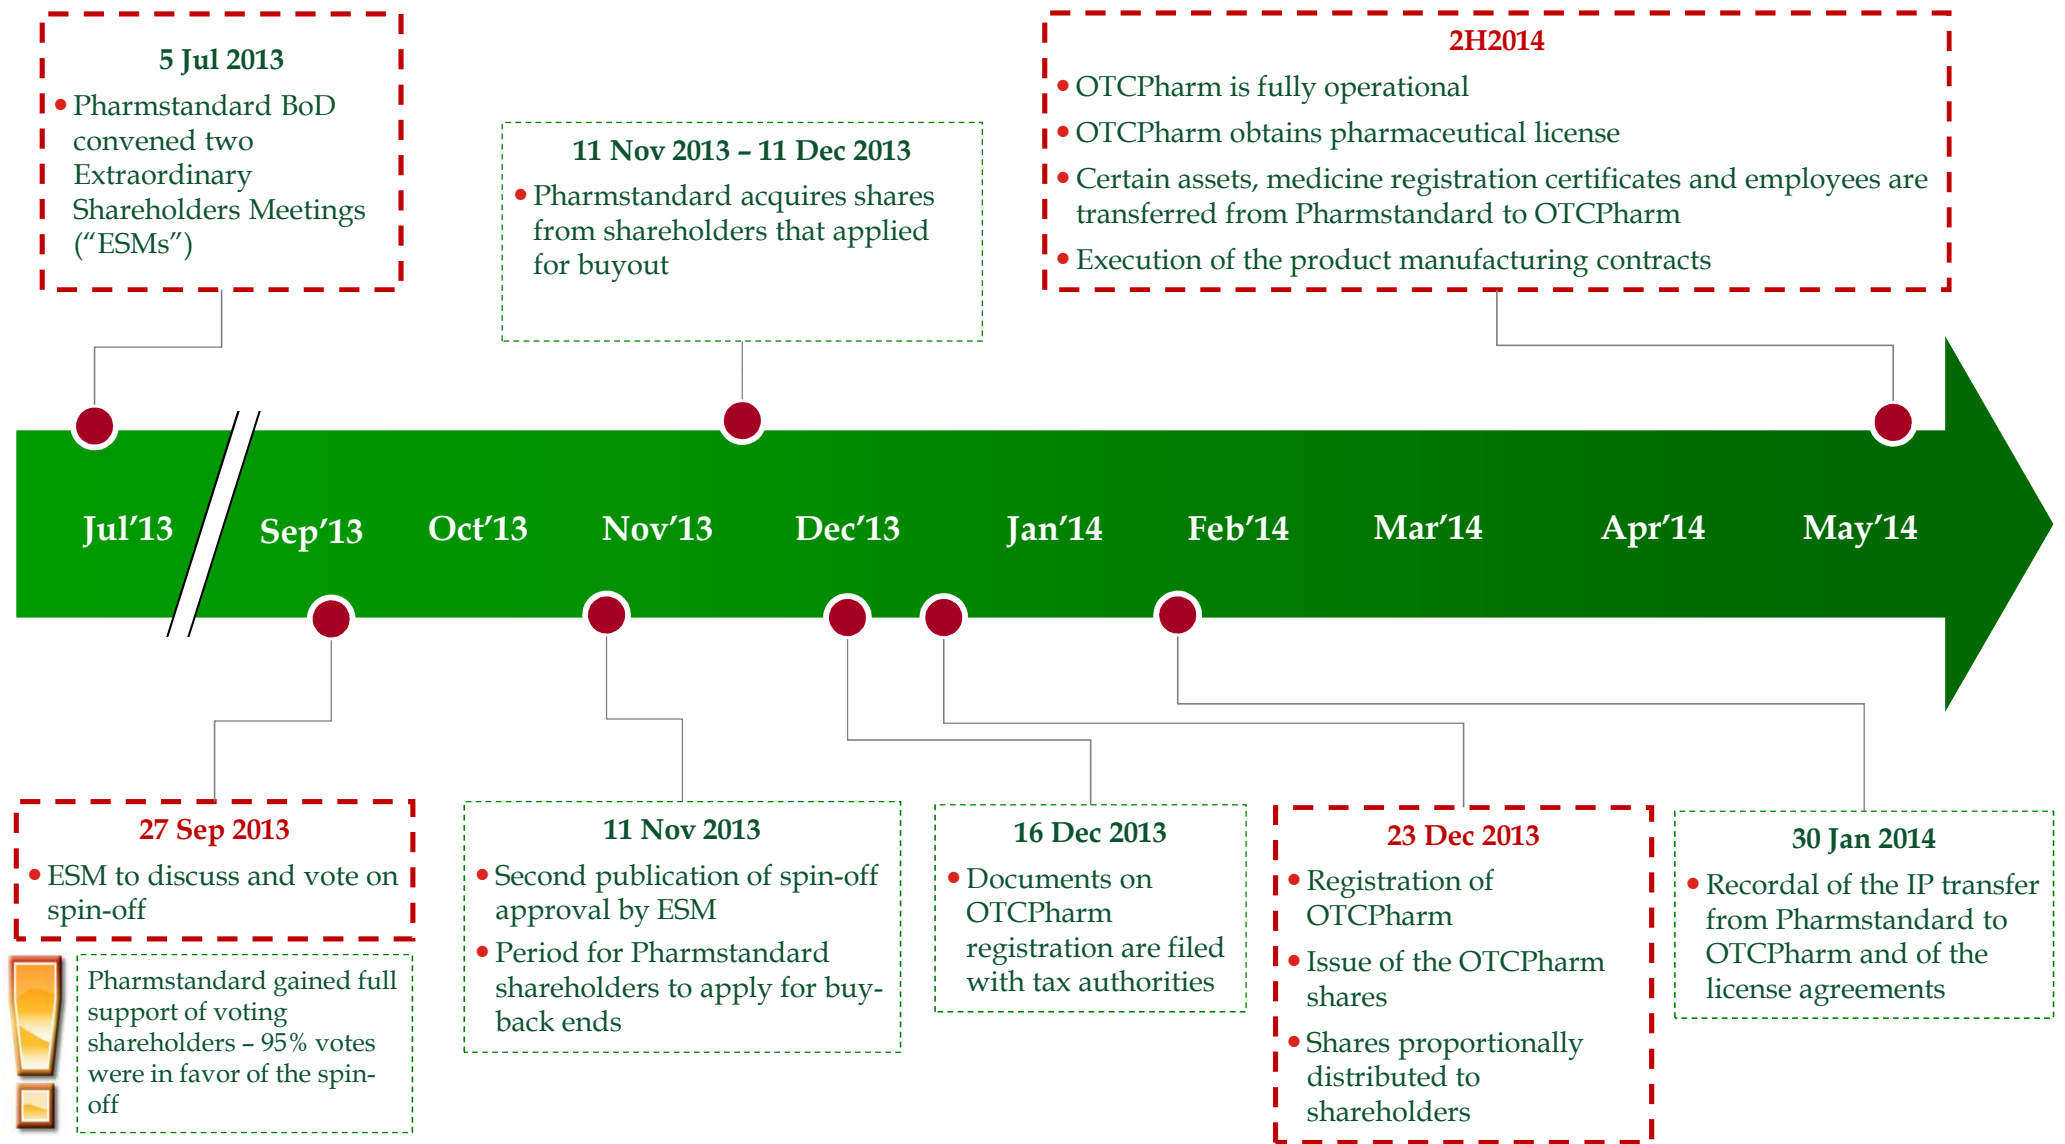 5 Jul 2013
• Pharmstandard BoD
convened two
Extraordinary
Shareholders Meetings
(“ESMs”)
11 Nov 2013 – 11 Dec 2013
• Pharmstandard acquires shares
from shareholders that applied
for buyout
2H2014
• OTCPharm is fully operational
• OTCPharm obtains pharmaceutical license
• Certain assets, medicine registration certificates and employees are
transferred from Pharmstandard to OTCPharm
• Execution of the product manufacturing contracts
Jul’13 Sep’13 Oct’13 Nov’13 Dec’13 Jan’14 Feb’14 Mar’14 Apr’14 May’14
27 Sep 2013
• ESM to discuss and vote on
spin-off
Pharmstandard gained full
support of voting
shareholders – 95% votes
were in favor of the spin-
off
11 Nov 2013
• Second publication of spin-off
approval by ESM
• Period for Pharmstandard
shareholders to apply for buy-
back ends
16 Dec 2013
• Documents on
OTCPharm
registration are filed
with tax authorities
23 Dec 2013
• Registration of
OTCPharm
• Issue of the OTCPharm
shares
• Shares proportionally
distributed to
shareholders
30 Jan 2014
• Recordal of the IP transfer
from Pharmstandard to
OTCPharm and of the
license agreements